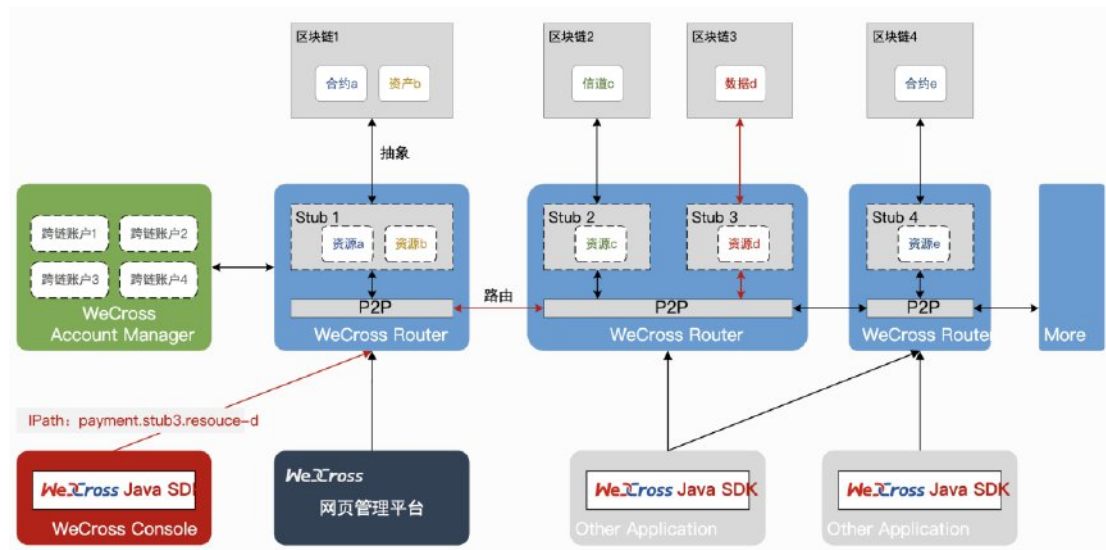 区块链1
合约a
资产b
区块链2
信道c
区块链3
数据d
区块链4
合约e
抽象
跨链账户1
跨链账户2
跨链账户3
跨链账户4
WeCross
Account Manager
Stub 1
资源a
资源b
P2P
WeCross Router
路由
Stub 2
资源c
Stub 3
资源d
P2P
WeCross Router
Stub 4
资源e
P2P
WeCross Route
More
IPath：payment.stub3.resouce-d
WeCross Java SD
WeCross Console
WeCross
网页管理平台
WeCross Java SDK
Other Application
WeCross Java SDK
Other Application